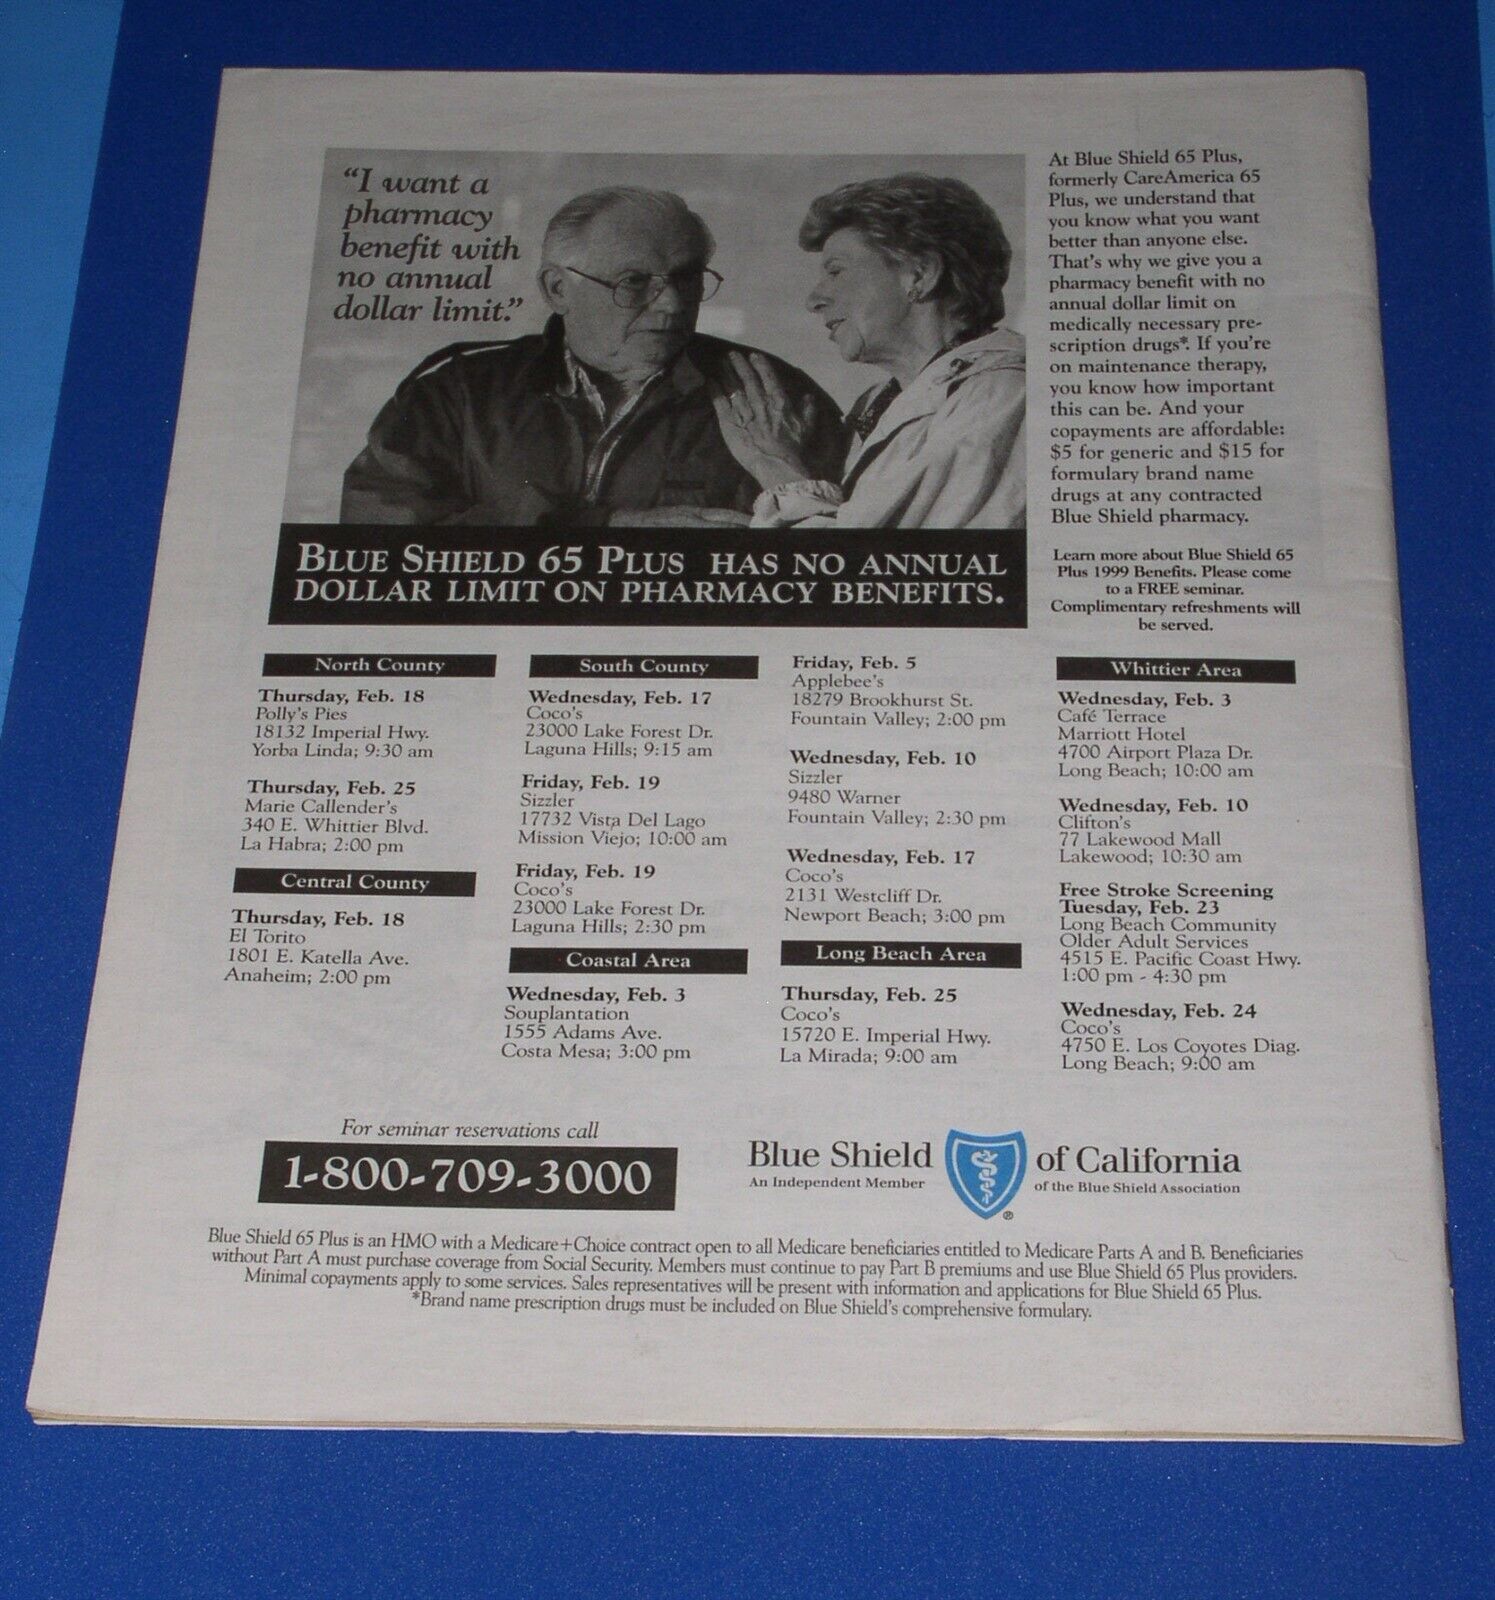 “I want a
pharmacy
benefit with
no annual
dollar limit.”
BLUE SHIELD 65 PLUS HAS NO ANNUAL
DOLLAR LIMIT ON PHARMACY BENEFITS.
At Blue Shield 65 Plus,
formerly CareAmerica 65
Plus, we understand that
you know what you want
better than anyone else.
That's why we give you a
pharmacy benefit with no
annual dollar limit on
medically necessary pre-
scription drugs*. If you're
on maintenance therapy,
you know how important
this can be. And your
copayments are affordable:
$5 for generic and $15 for
formulary brand name
drugs at any contracted
Blue Shield pharmacy.
Learn more about Blue Shield 65
Plus 1999 Benefits. Please come
to a FREE seminar.
Complimentary refreshments will
be served.
North County
Thursday, Feb. 18
Polly's Pies
18132 Imperial Hwy.
Yorba Linda; 9:30 am
Thursday, Feb. 25
Marie Callender's
340 E. Whittier Blvd.
La Habra; 2:00 pm
Central County
Thursday, Feb. 18
El Torito
1801 E. Katella Ave.
Anaheim; 2:00 pm
South County
Wednesday, Feb. 17
Coco's
23000 Lake Forest Dr.
Laguna Hills; 9:15 am
Friday, Feb. 19
Sizzler
17732 Vista Del Lago
Mission Viejo; 10:00 am
Friday, Feb. 19
Coco's
23000 Lake Forest Dr.
Laguna Hills; 2:30 pm
Coastal Area
Wednesday, Feb. 3
Souplantation
1555 Adams Ave.
Costa Mesa; 3:00 pm
Friday, Feb. 5
Applebee's
18279 Brookhurst St.
Fountain Valley; 2:00 pm
Wednesday, Feb. 10
Sizzler
9480 Warner
Fountain Valley; 2:30 pm
Wednesday, Feb. 17
Coco's
2131 Westcliff Dr.
Newport Beach; 3:00 pm
Long Beach Area
Thursday, Feb. 25
Coco's
15720 E. Imperial Hwy.
La Mirada; 9:00 am
Whittier Area
Wednesday, Feb. 3
Café Terrace
Marriott Hotel
4700 Airport Plaza Dr.
Long Beach; 10:00 am
Wednesday, Feb. 10
Clifton's
77 Lakewood Mall
Lakewood; 10:30 am
Free Stroke Screening
Tuesday, Feb. 23
Long Beach Community
Older Adult Services
4515 E. Pacific Coast Hwy.
1:00 pm - 4:30 pm
Wednesday, Feb. 24
Coco's
4750 E. Los Coyotes Diag.
Long Beach; 9:00 am
For seminar reservations call
1-800-709-3000
Blue Shield of California
An Independent Member of the Blue Shield Association
®
Blue Shield 65 Plus is an HMO with a Medicare+Choice contract open to all Medicare beneficiaries entitled to Medicare Parts A and B. Beneficiaries
without Part A must purchase coverage from Social Security. Members must continue to pay Part B premiums and use Blue Shield 65 Plus providers.
Minimal copayments apply to some services. Sales representatives will be present with information and applications for Blue Shield 65 Plus.
*Brand name prescription drugs must be included on Blue Shield's comprehensive formulary.